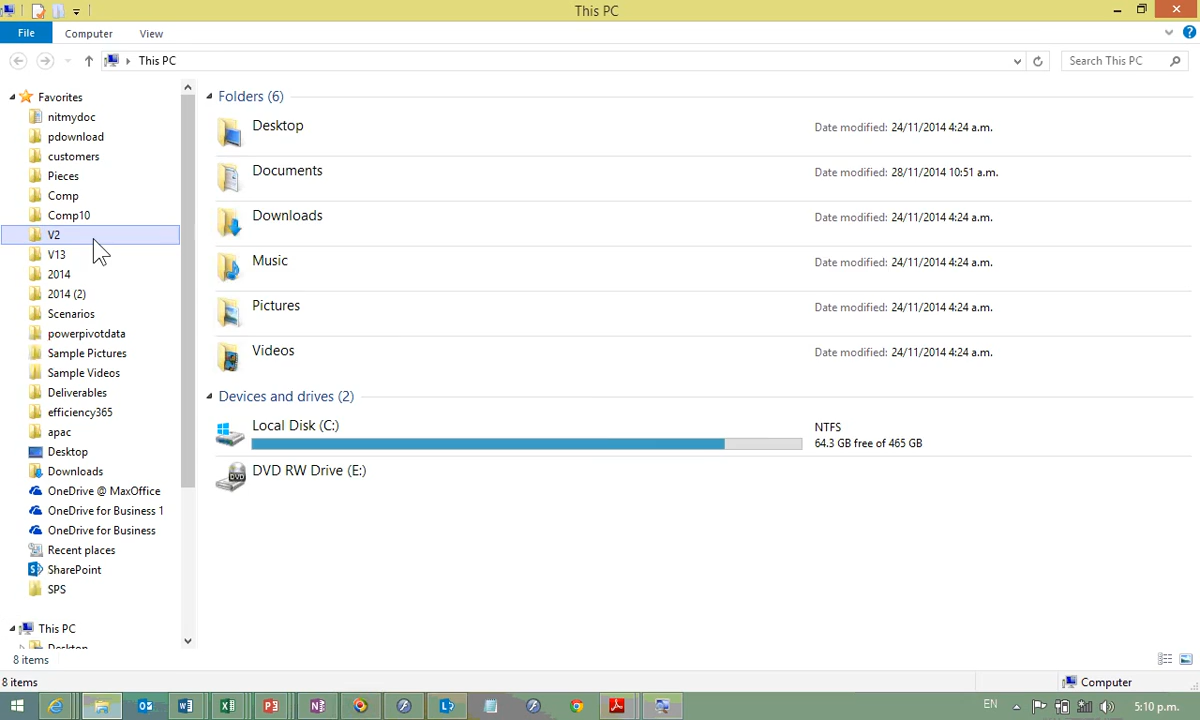 This PC
File Computer View
This PC Search This PC
Favorites
nitmydoc
pdownload
customers
Pieces
Comp
Comp10
V2
V13
2014
2014 (2)
Scenarios
powerpivotdata
Sample Pictures
Sample Videos
Deliverables
efficiency365
apac
Desktop
Downloads
OneDrive @ MaxOffice
OneDrive for Business 1
OneDrive for Business
Recent places
SharePoint
SPS
This PC
Desktop
Folders (6)
Desktop Date modified: 24/11/2014 4:24 a.m.
Documents Date modified: 28/11/2014 10:51 a.m.
Downloads Date modified: 24/11/2014 4:24 a.m.
Music Date modified: 24/11/2014 4:24 a.m.
Pictures Date modified: 24/11/2014 4:24 a.m.
Videos Date modified: 24/11/2014 4:24 a.m.
Devices and drives (2)
Local Disk (C:) NTFS
64.3 GB free of 465 GB
DVD RW Drive (E:)
8 items
8 items Computer
EN 5:10 p.m.